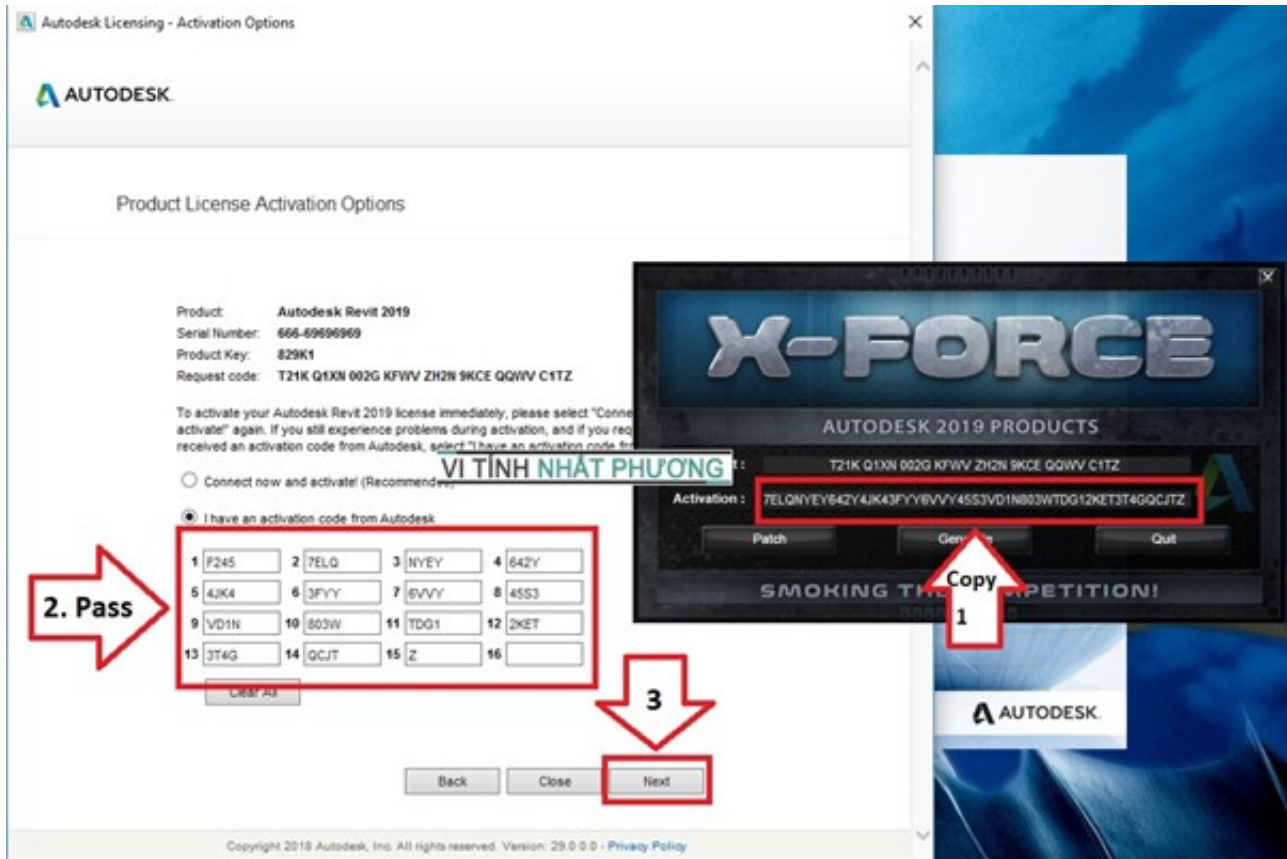 Autodesk Licensing - Activation Options
AUTODESK.
Product License Activation Options
Product: Autodesk Revit 2019
Serial Number: 666-69696969
Product Key: 829K1
Request code: T21K Q1XN 002G KFWV ZH2N 9KCE QQWV C1TZ
To activate your Autodesk Revit 2019 license immediately, please select "Conne
activate!" again. If you still experience problems during activation, and if you req
received an activation code from Autodesk, select "I have an activation code
Connect now and activate! (Recommend
I have an activation code from Autodesk
1 F245 2 7ELQ 3 NYEY 4 642Y
5 4JK4 6 3FYY 7 6VVY 8 45S3
9 VD1N 10 803W 11 TDG1 12 2KET
13 3T4G 14 QCJT 15 Z 16
Clear All
2. Pass
3
Back Close Next
Copyright 2018 Autodesk, Inc. All rights reserved. Version: 29.0.0.0 - Privacy Policy
VI TÍNH NHẬT PHƯƠNG
X-FORCE
AUTODESK 2019 PRODUCTS
T21K Q1XN 002G KFWV ZH2N 9KCE QQWV C1TZ
Activation : 7ELQNYEY642Y4JK43FYY6VVY45S3VD1N803WTDG12KET3T4GQCJTZ
Patch Quit
Copy
1
AUTODESK.